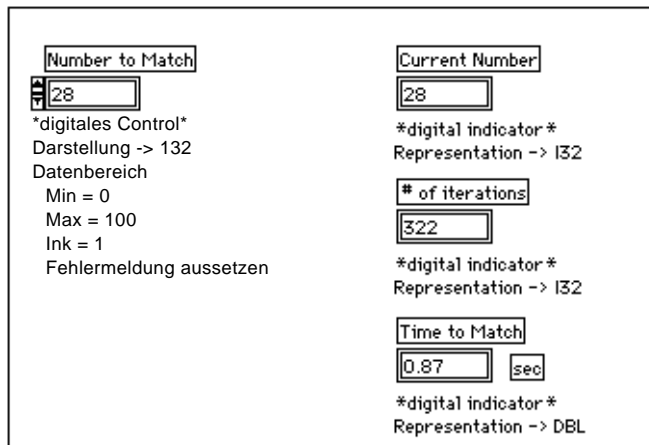 Number to Match
28
*digitales Control*
Darstellung -> 132
Datenbereich
Min = 0
Max = 100
Ink = 1
Fehlermeldung aussetzen
Current Number
28
*digital indicator*
Representation -> I32
# of iterations
322
*digital indicator*
Representation -> I32
Time to Match
0.87 sec
*digital indicator*
Representation -> DBL